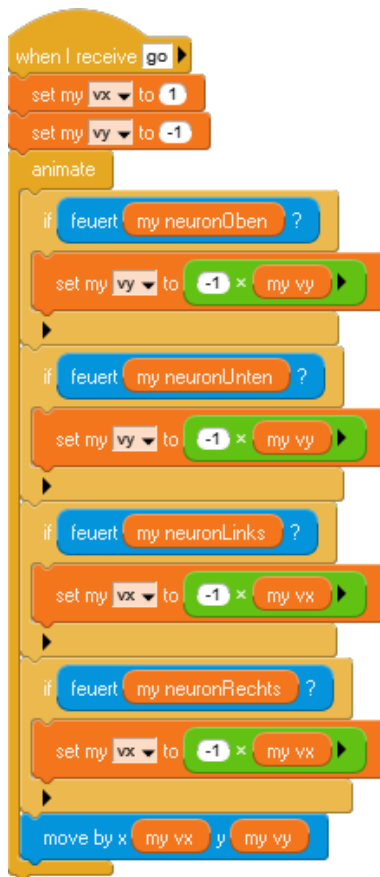 when I receive go
set my vx to 1
set my vy to -1
animate
if feuert my neuronOben ?
set my vy to -1 × my vy
if feuert my neuronUnten ?
set my vy to -1 × my vy
if feuert my neuronLinks ?
set my vx to -1 × my vx
if feuert my neuronRechts ?
set my vx to -1 × my vx
move by x my vx y my vy